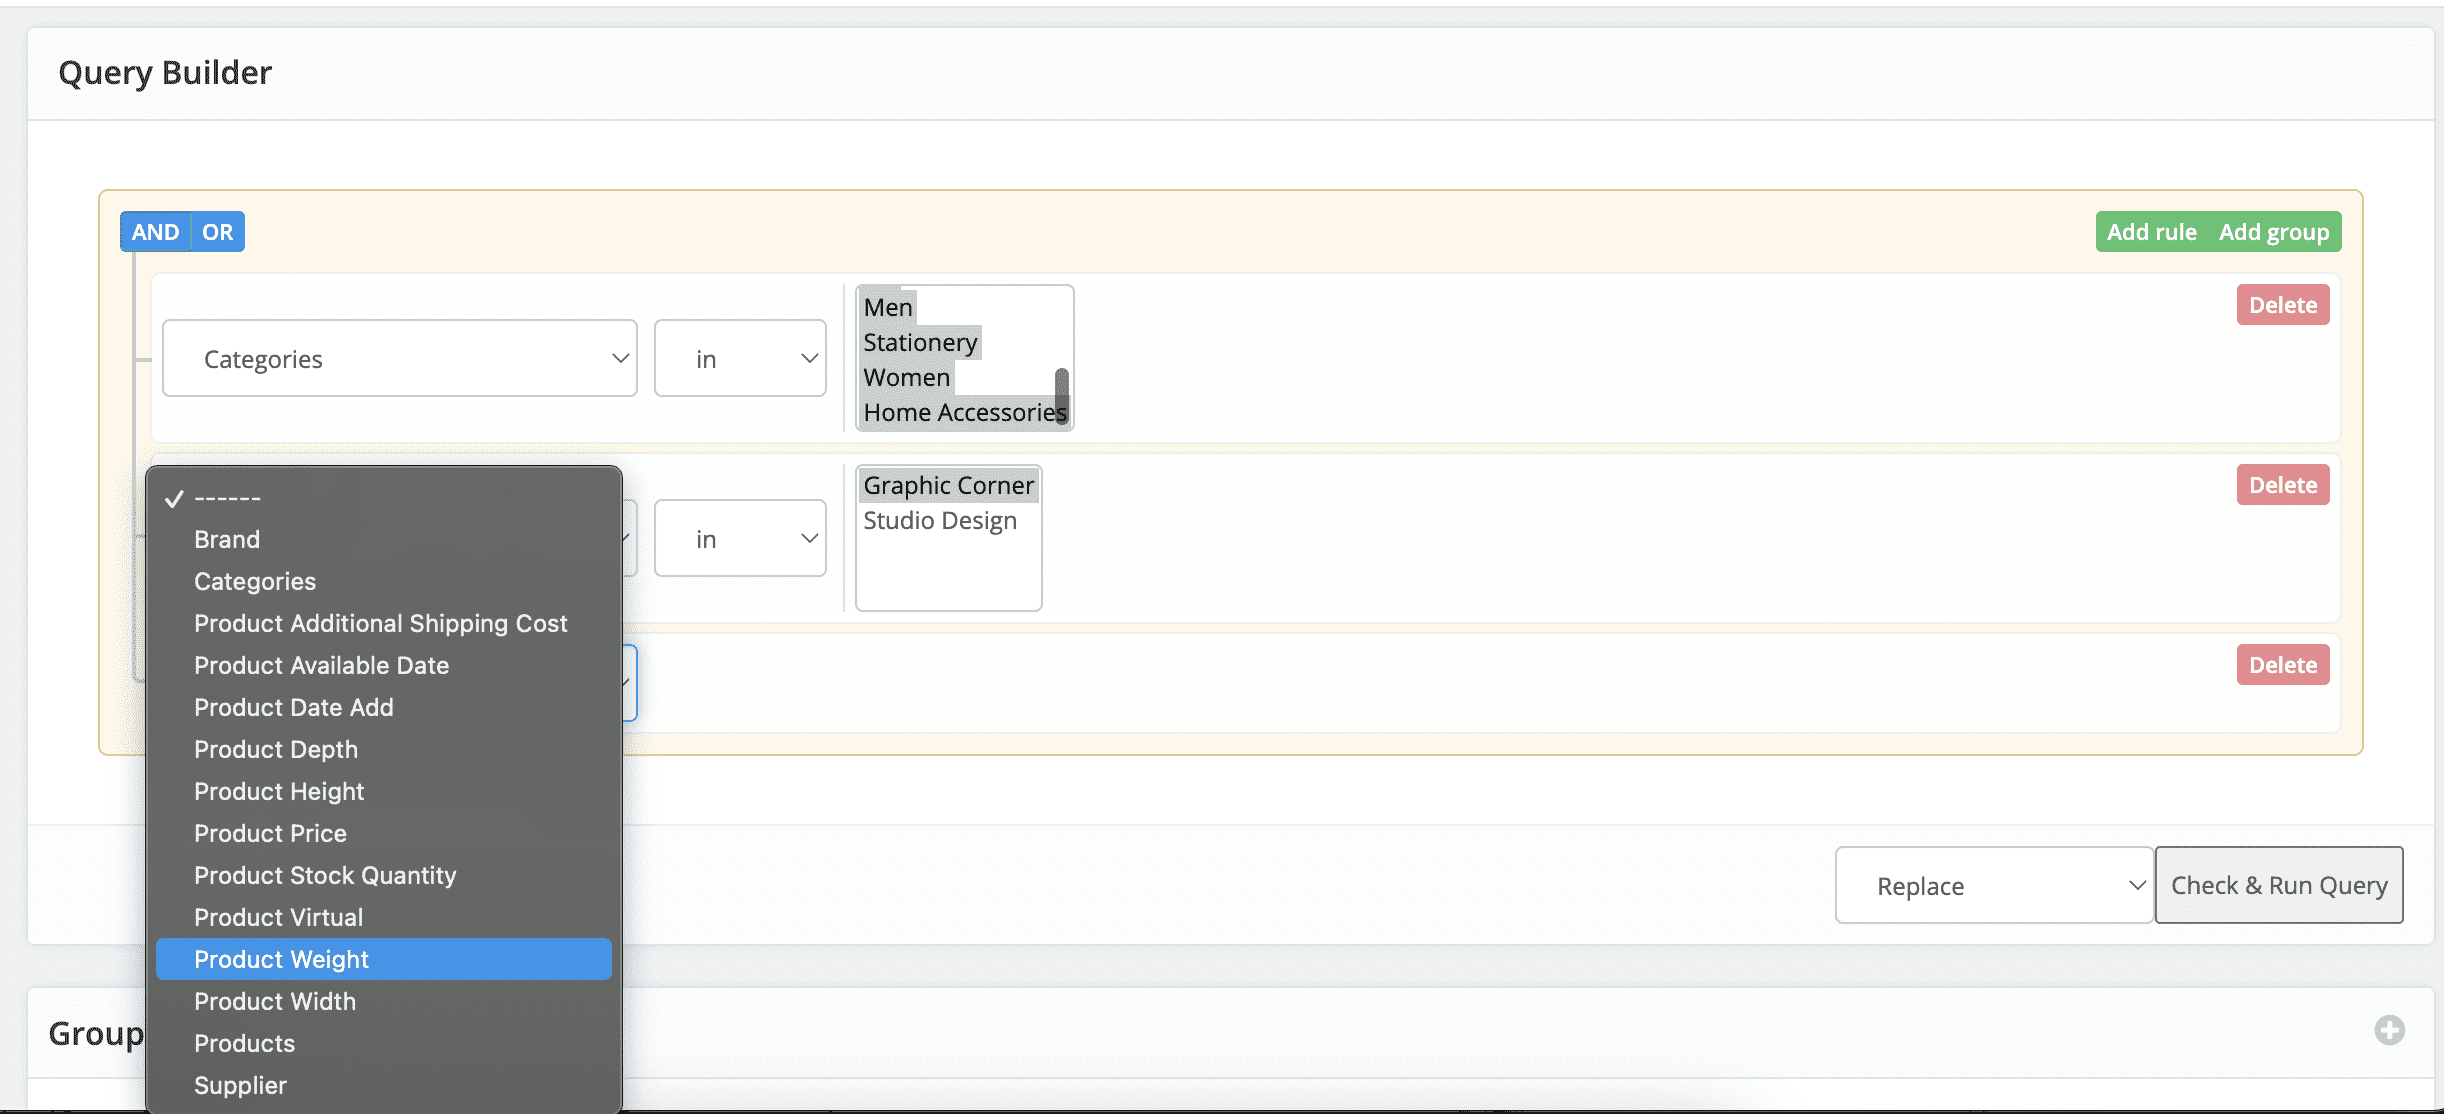 Query Builder
AND OR
Add rule Add group
Categories
in
Men
Stationery
Women
Home Accessories
Delete
in
Graphic Corner
Studio Design
Delete
Delete
------
Brand
Categories
Product Additional Shipping Cost
Product Available Date
Product Date Add
Product Depth
Product Height
Product Price
Product Stock Quantity
Product Virtual
Product Weight
Product Width
Products
Supplier
Replace
Check & Run Query
Group